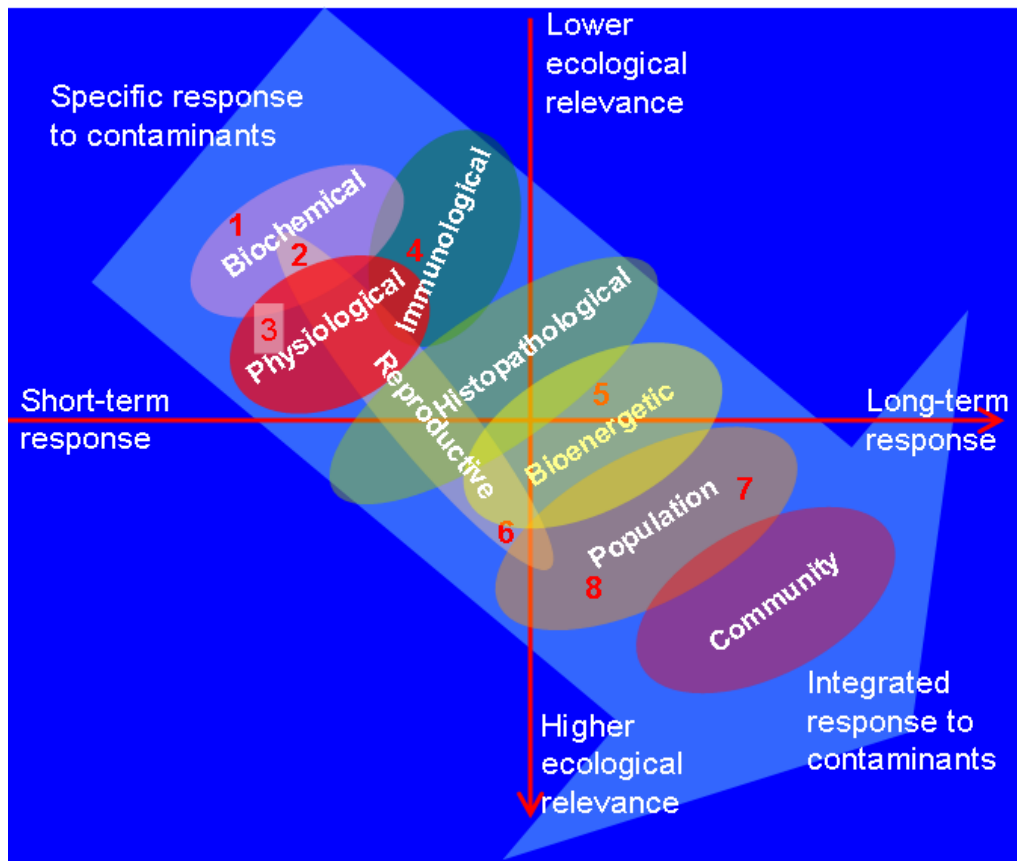 Lower
ecological
relevance
Specific response
to contaminants
Biochemical
Immunological
1
2
4
3
Physiological
Histopathological
Reproductive
Short-term
response
Long-term
response
5
Bioenergetic
6
7
Population
8
Community
Integrated
response to
contaminants
Higher
ecological
relevance